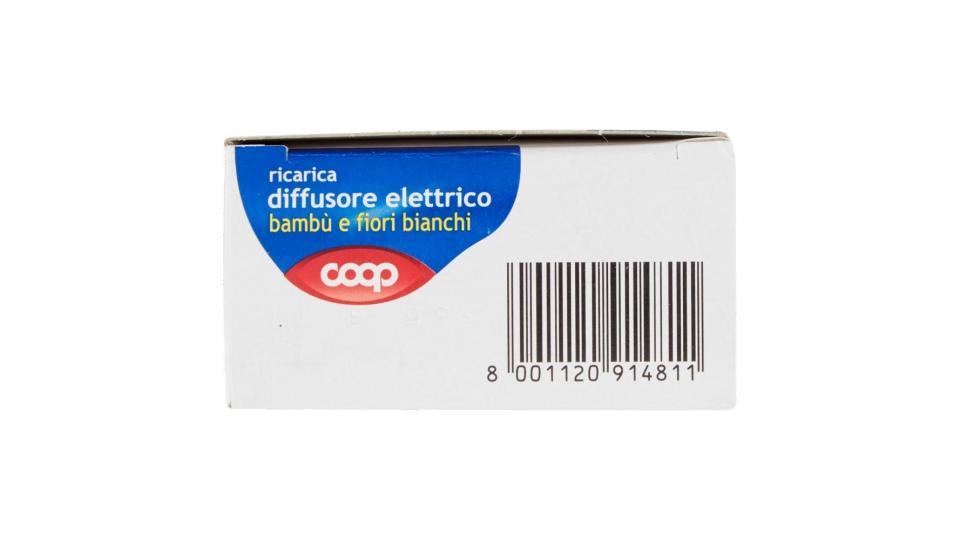 ricarica
diffusore elettrico
bambù e fiori bianchi
coop
8 001120 914811